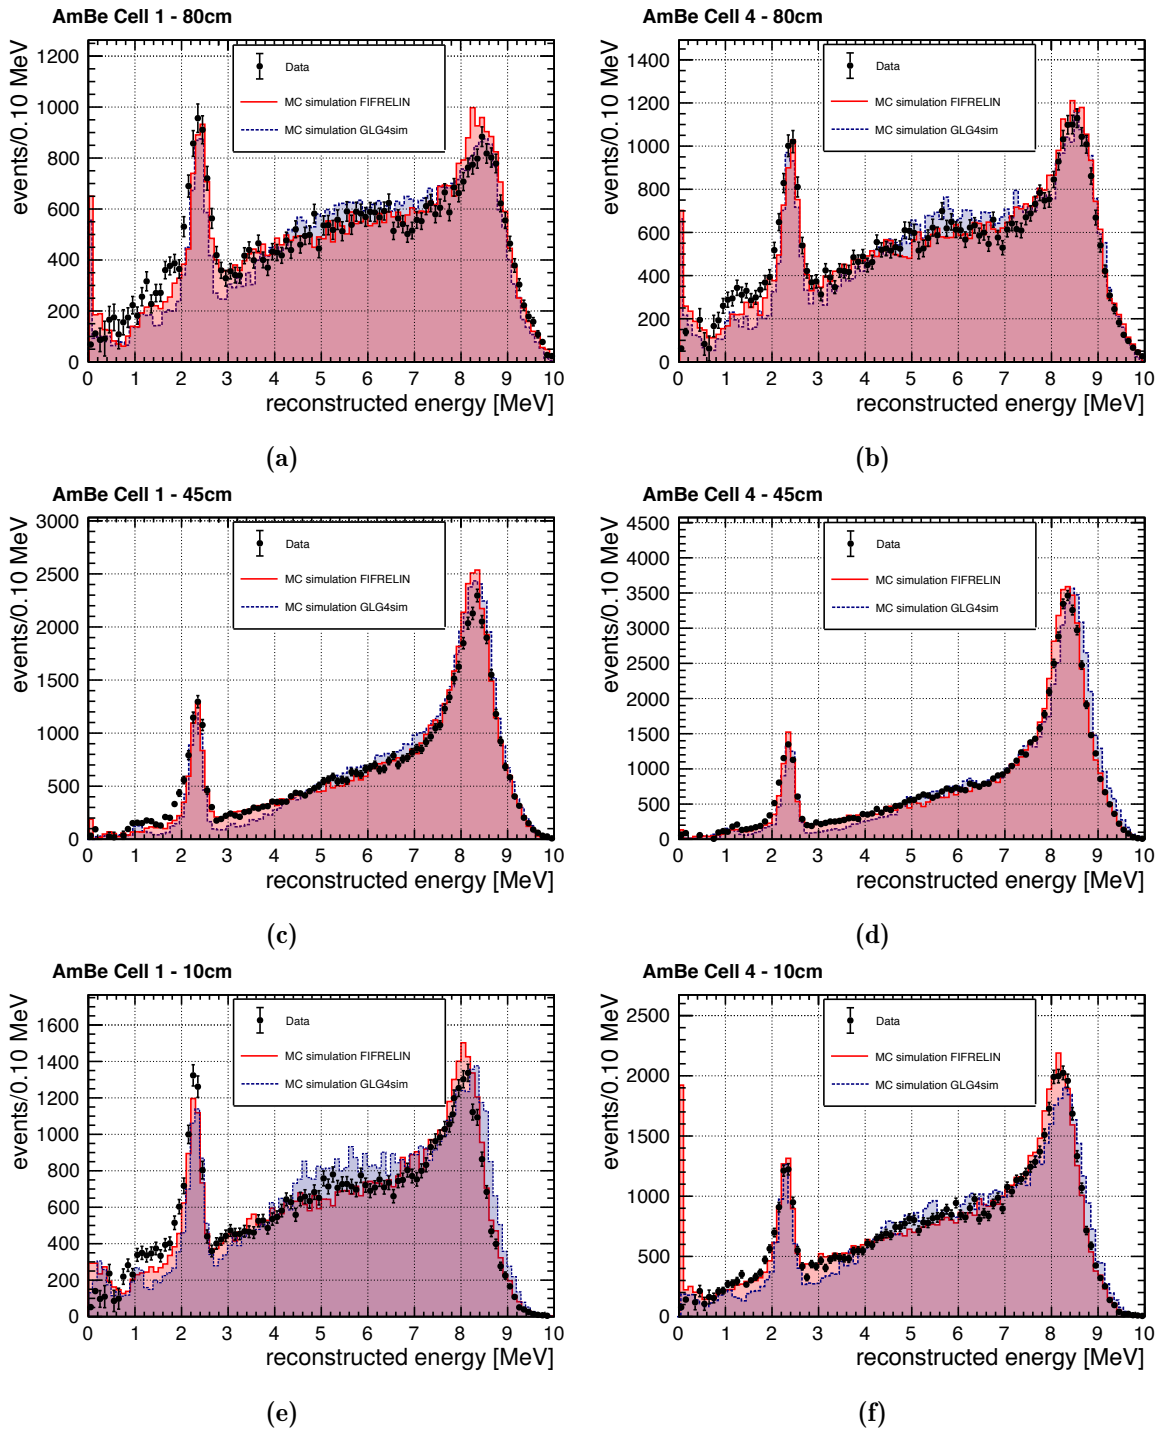 AmBe Cell 1 - 80cm
events/0.10 MeV
1200
1000
800
600
400
200
0
Data
MC simulation FIFRELIN
MC simulation GLG4sim
0 1 2 3 4 5 6 7 8 9 10
reconstructed energy [MeV]
(a)
AmBe Cell 4 - 80cm
events/0.10 MeV
1400
1200
1000
800
600
400
200
0
Data
MC simulation FIFRELIN
MC simulation GLG4sim
0 1 2 3 4 5 6 7 8 9 10
reconstructed energy [MeV]
(b)
AmBe Cell 1 - 45cm
events/0.10 MeV
3000
2500
2000
1500
1000
500
0
Data
MC simulation FIFRELIN
MC simulation GLG4sim
0 1 2 3 4 5 6 7 8 9 10
reconstructed energy [MeV]
(c)
AmBe Cell 4 - 45cm
events/0.10 MeV
4500
4000
3500
3000
2500
2000
1500
1000
500
0
Data
MC simulation FIFRELIN
MC simulation GLG4sim
0 1 2 3 4 5 6 7 8 9 10
reconstructed energy [MeV]
(d)
AmBe Cell 1 - 10cm
events/0.10 MeV
1600
1400
1200
1000
800
600
400
200
0
Data
MC simulation FIFRELIN
MC simulation GLG4sim
0 1 2 3 4 5 6 7 8 9 10
reconstructed energy [MeV]
(e)
AmBe Cell 4 - 10cm
events/0.10 MeV
2500
2000
1500
1000
500
0
Data
MC simulation FIFRELIN
MC simulation GLG4sim
0 1 2 3 4 5 6 7 8 9 10
reconstructed energy [MeV]
(f)